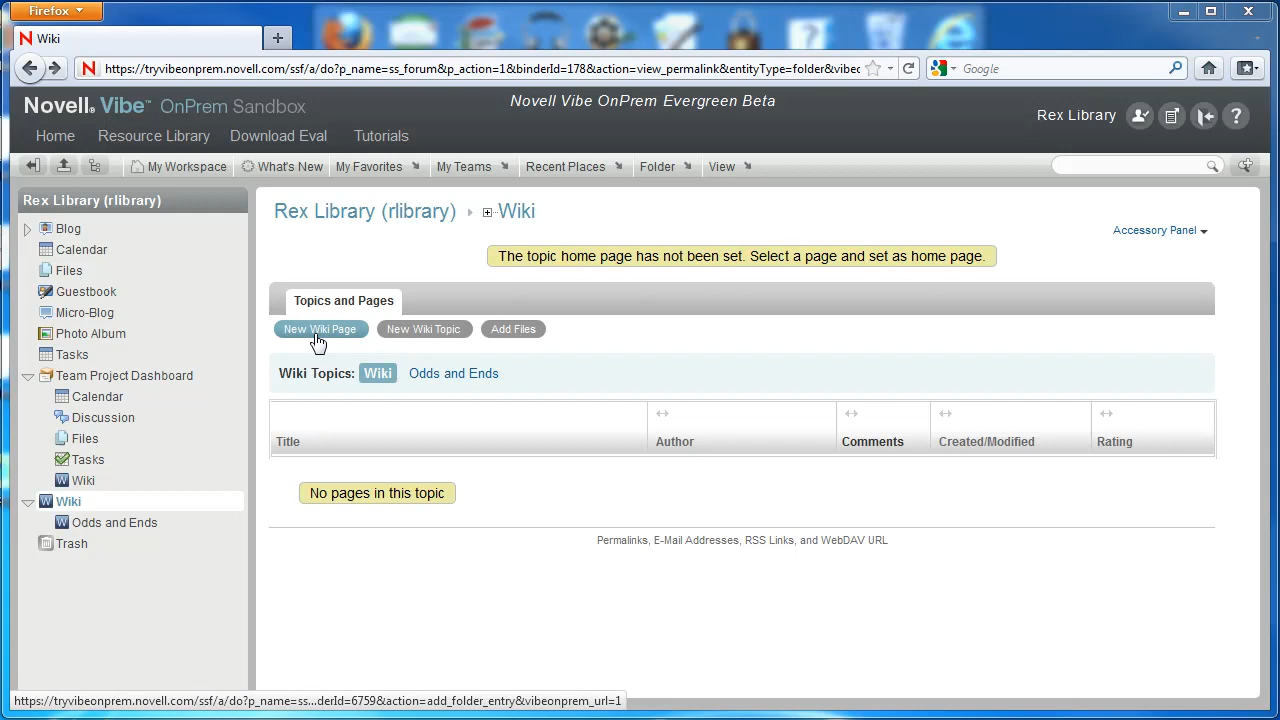 Firefox
Wiki
https://tryvibeonprem.novell.com/ssf/a/do?p_name=ss_forum&p_action=1&binderId=178&action=view_permalink&entityType=folder&vibec
Google
Novell® Vibe™ OnPrem Sandbox
Novell Vibe OnPrem Evergreen Beta
Rex Library
Home Resource Library Download Eval Tutorials
My Workspace What's New My Favorites My Teams Recent Places Folder View
Rex Library (rlibrary)
Blog
Calendar
Files
Guestbook
Micro-Blog
Photo Album
Tasks
Team Project Dashboard
Calendar
Discussion
Files
Tasks
Wiki
Wiki
Odds and Ends
Trash
Rex Library (rlibrary) Wiki
Accessory Panel
The topic home page has not been set. Select a page and set as home page.
Topics and Pages
New Wiki Page New Wiki Topic Add Files
Wiki Topics: Wiki Odds and Ends
Title Author Comments Created/Modified Rating
No pages in this topic
Permalinks, E-Mail Addresses, RSS Links, and WebDAV URL
https://tryvibeonprem.novell.com/ssf/a/do?p_name=ss...derId=6759&action=add_folder_entry&vibeonprem_url=1